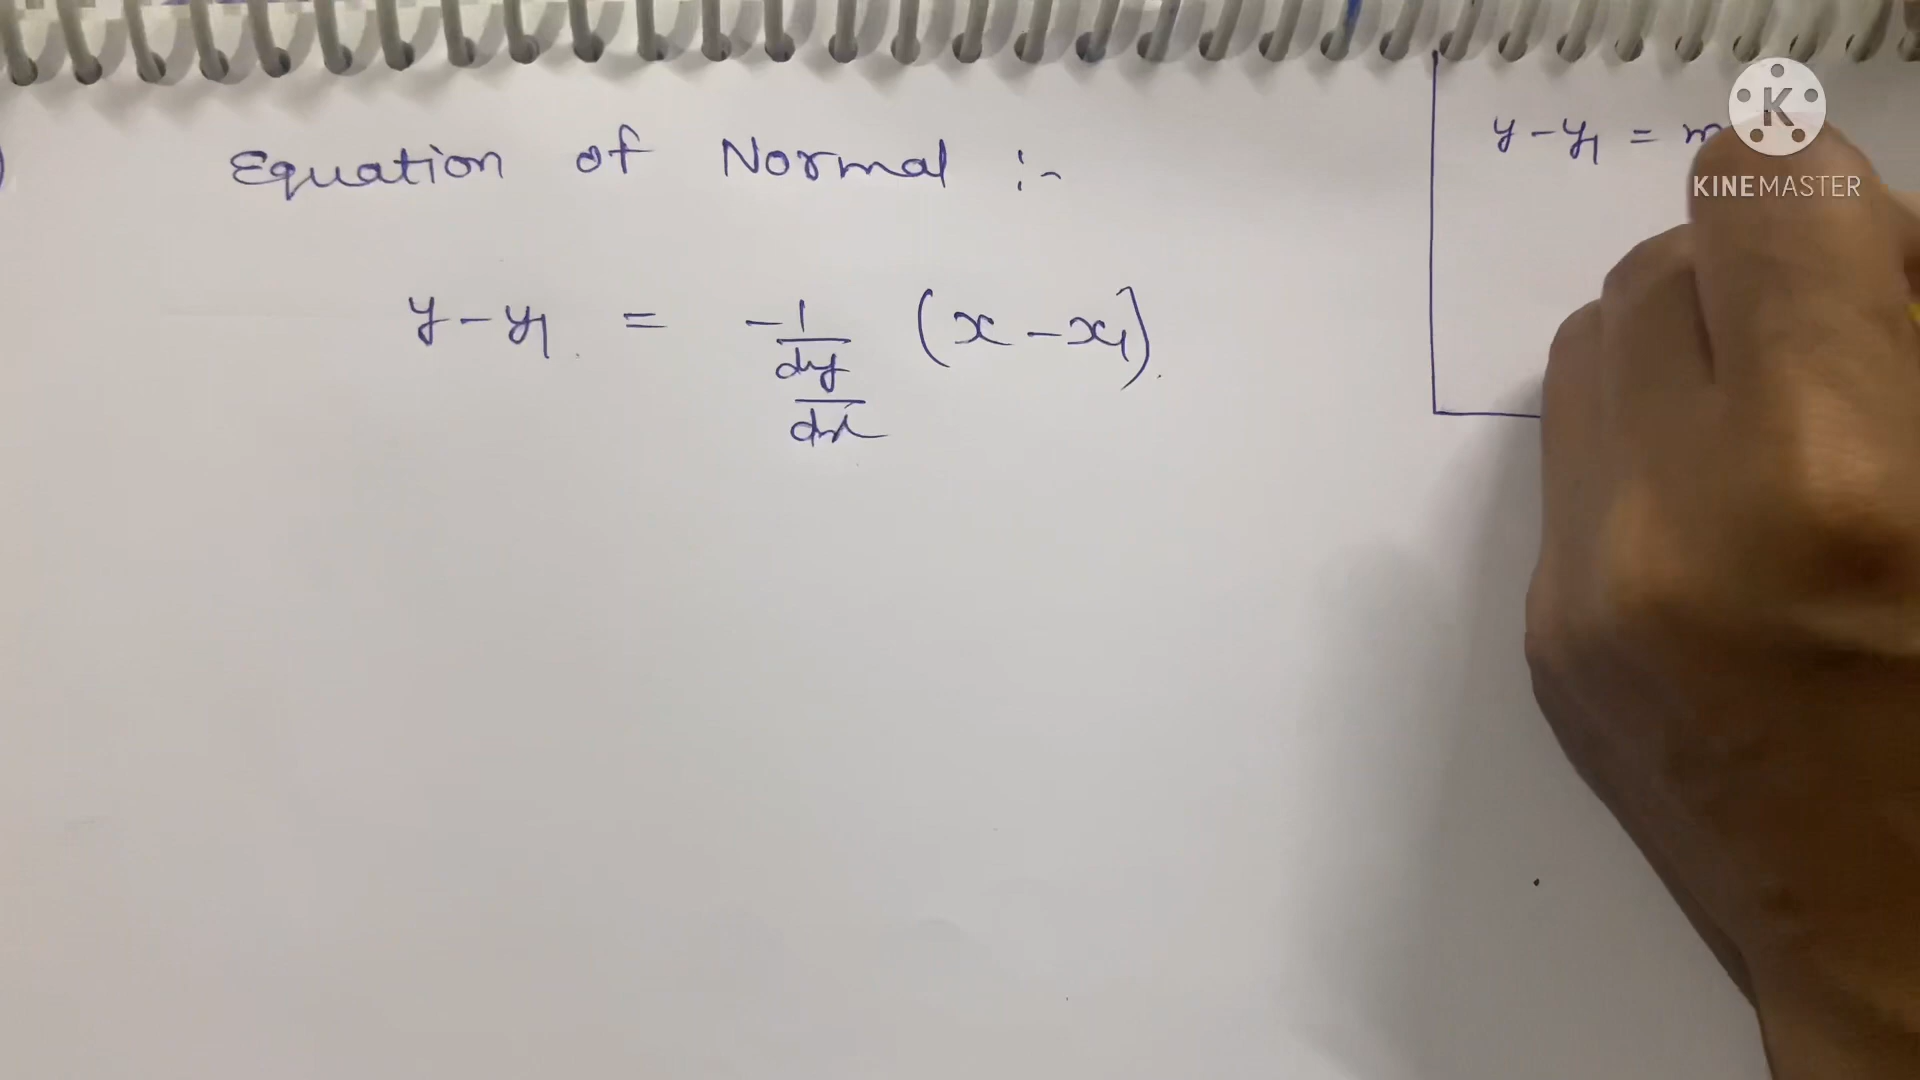 Equation of Normal :-
y - y₁ = -1/(dy/dx) (x - x₁)
y - y₁ = m
KINEMASTER